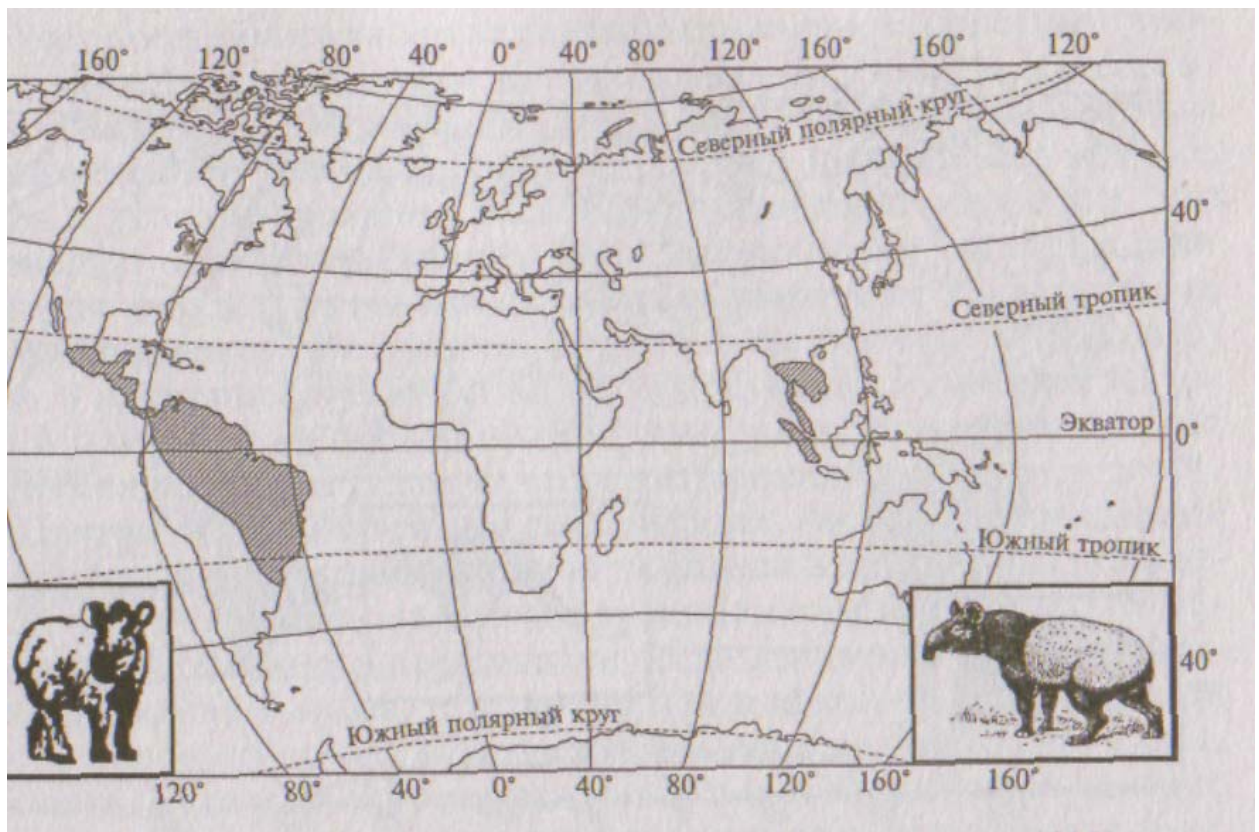 160° 120° 80° 40° 0° 40° 80° 120° 160° 160° 120°
Северный полярный круг
40°
Северный тропик
Экватор 0°
Южный тропик
40°
Южный полярный круг
120° 80° 40° 0° 40° 80° 120° 160° 160°